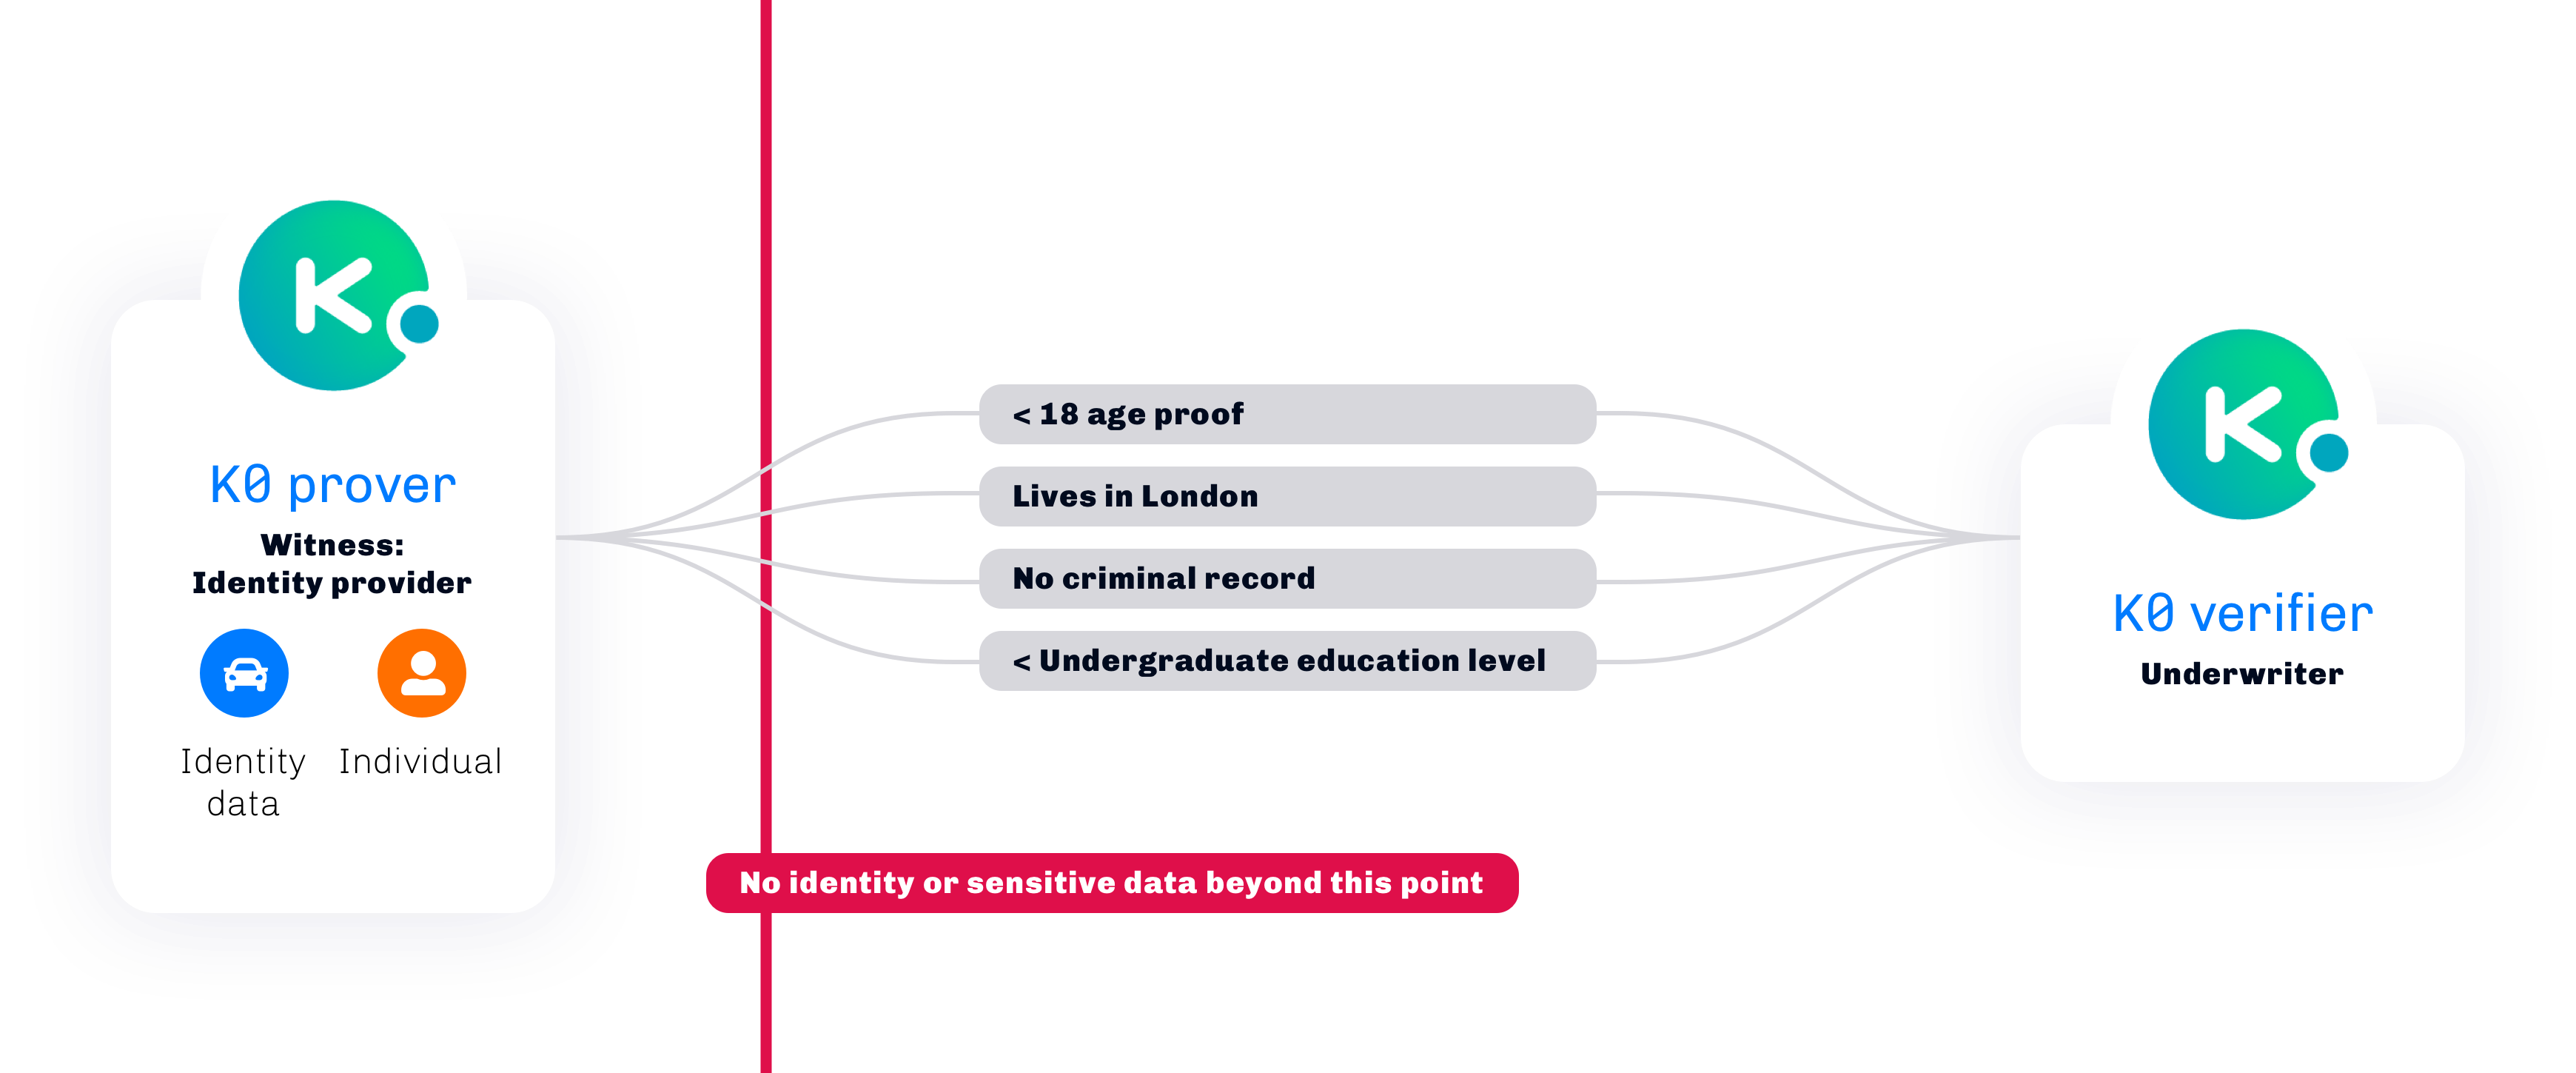 K
K0 prover
Witness:
Identity provider
Identity
data
Individual
< 18 age proof
Lives in London
No criminal record
< Undergraduate education level
No identity or sensitive data beyond this point
K
K0 verifier
Underwriter